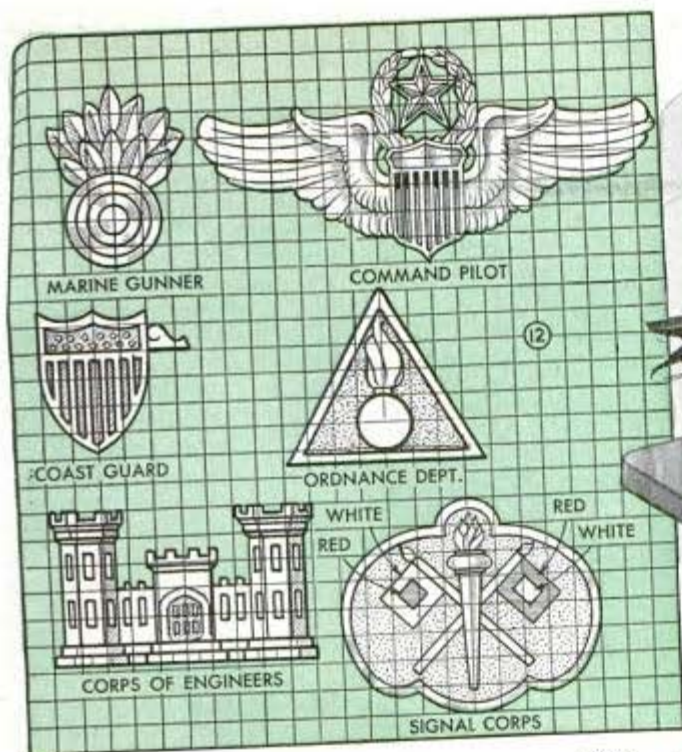 MARINE GUNNER
COMMAND PILOT
12
COAST GUARD
ORDNANCE DEPT.
WHITE
RED
RED
WHITE
CORPS OF ENGINEERS
SIGNAL CORPS